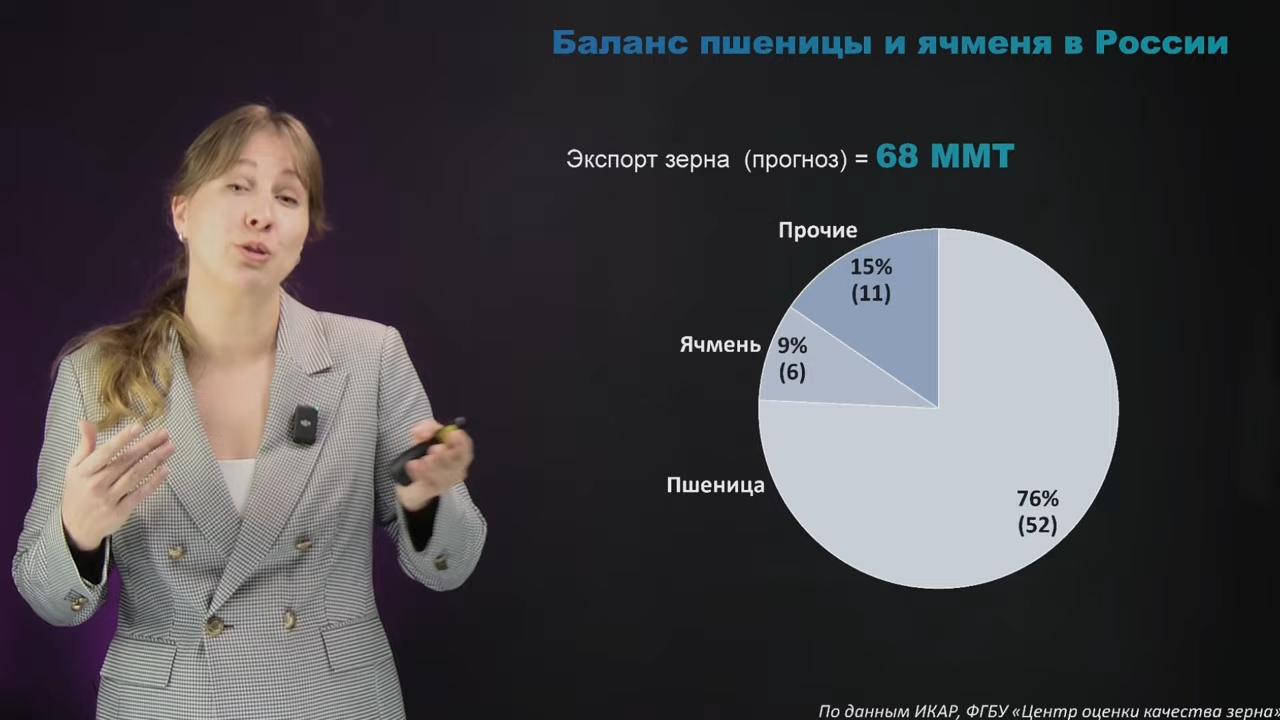 Баланс пшеницы и ячменя в России
Экспорт зерна (прогноз) = 68 ММТ
Прочие
15%
(11)
Ячмень
9%
(6)
Пшеница
76%
(52)
По данным ИКАР, ФГБУ «Центр оценки качества зерна»